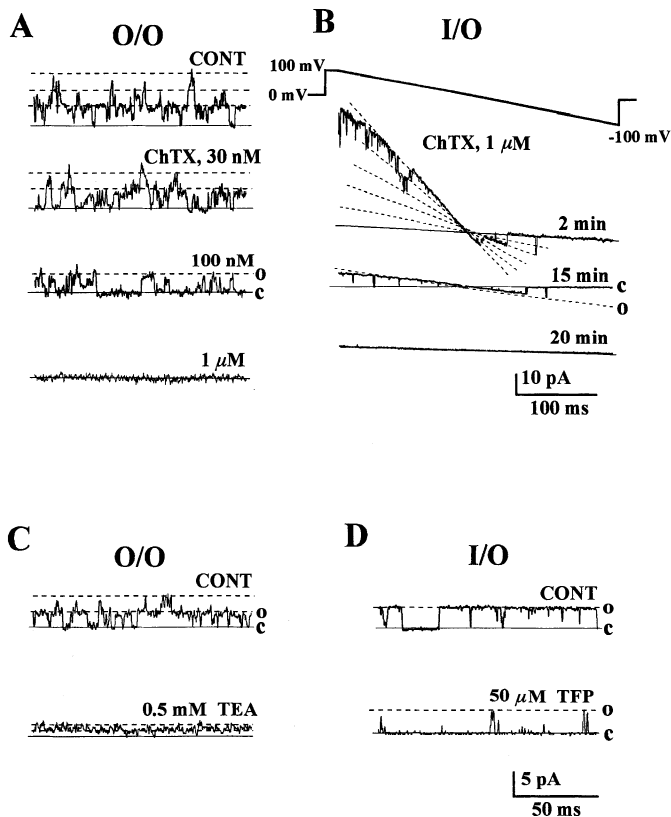 A
O/O
CONT
ChTX, 30 nM
100 nM
o
c
1 μM
B
I/O
100 mV
0 mV
-100 mV
ChTX, 1 μM
2 min
15 min
c
o
20 min
10 pA
100 ms
C
O/O
CONT
o
c
0.5 mM TEA
D
I/O
CONT
o
c
50 μM TFP
o
c
5 pA
50 ms